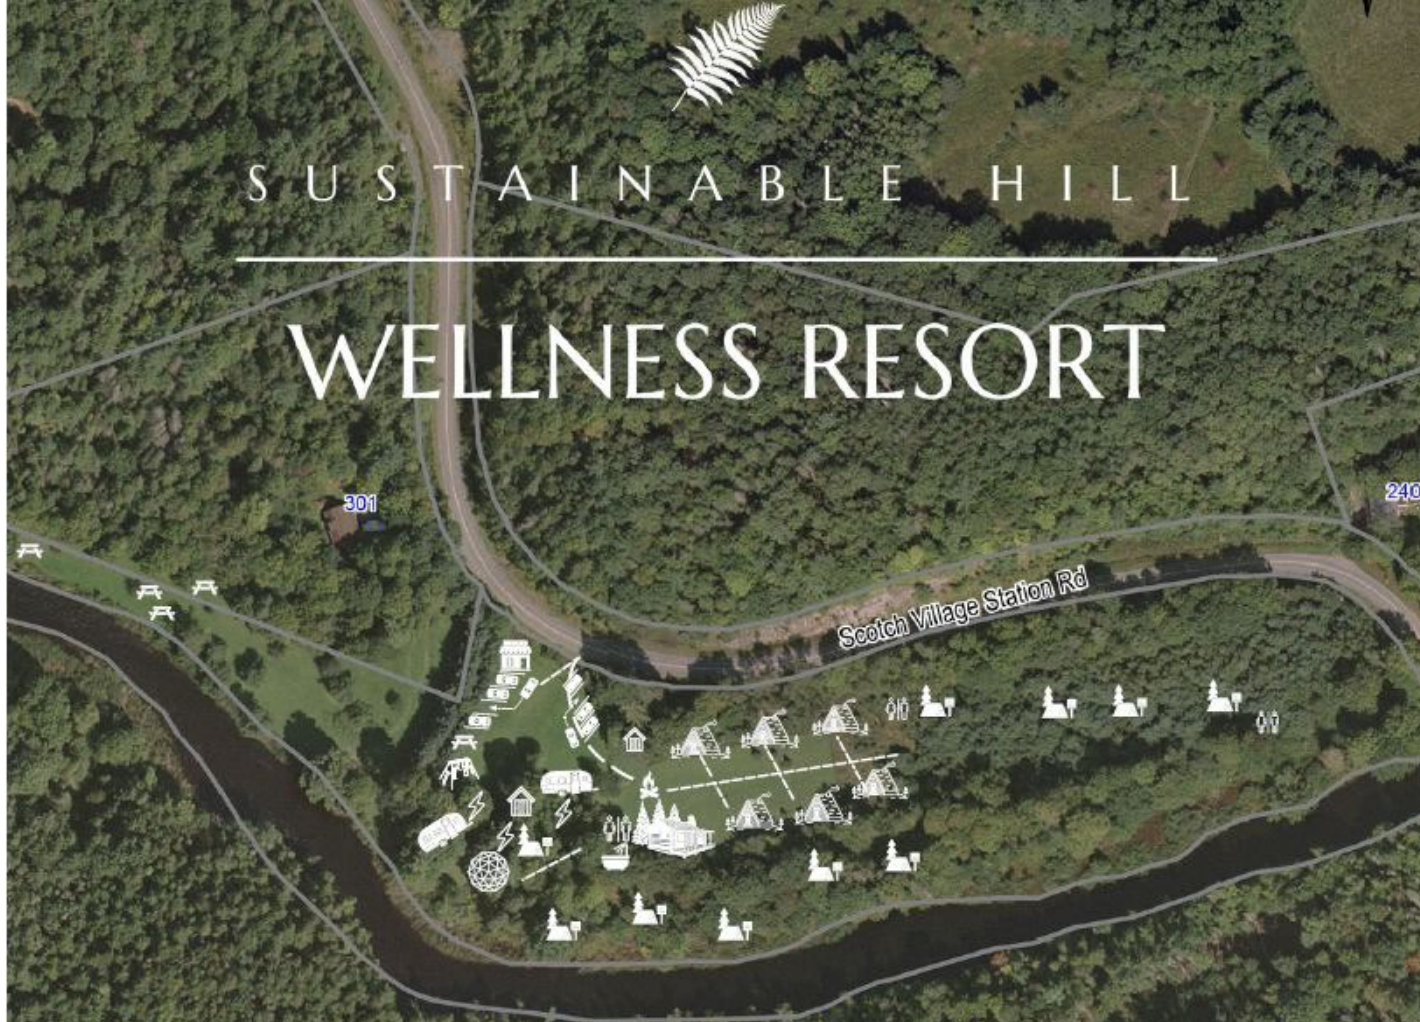 SUSTAINABLE HILL
WELLNESS RESORT
301
240
Scotch Village Station Rd